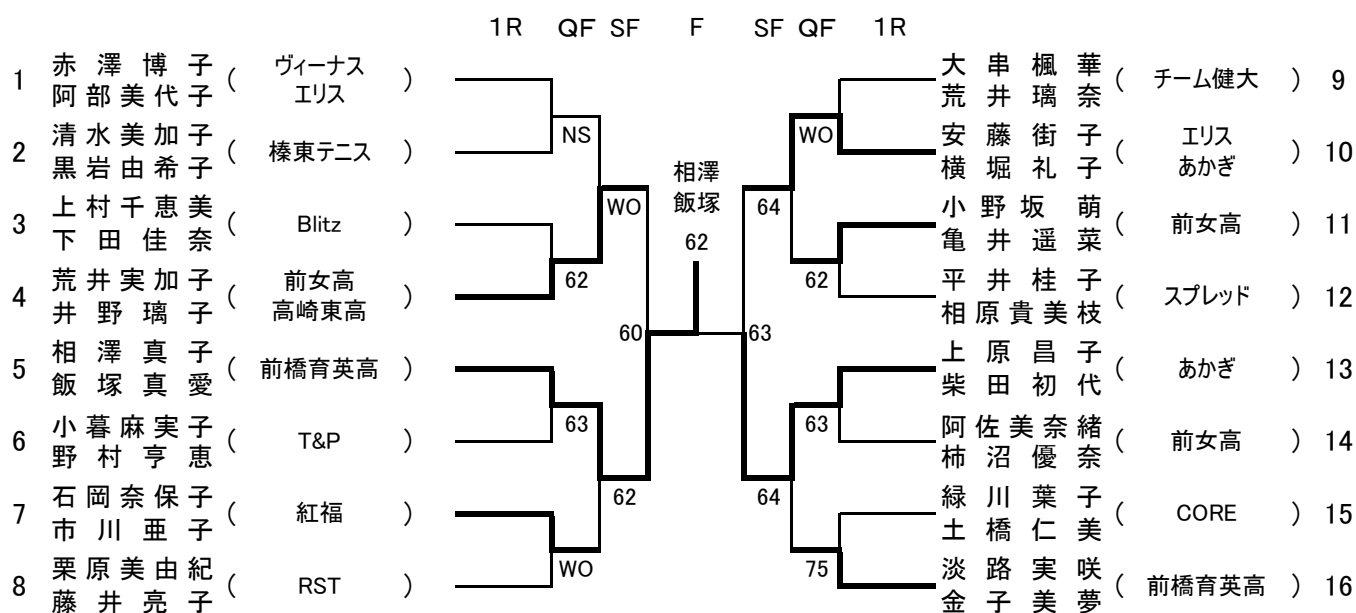 1R QF SF F SF QF 1R
1 赤澤博子 阿部美代子 ( ヴィーナス エリス )
2 清水美加子 黒岩由希子 ( 榛東テニス )
3 上村千恵美 下田佳奈 ( Blitz )
4 荒井実加子 井野璃子 ( 前女高 高崎東高 )
5 相澤真子 飯塚真愛 ( 前橋育英高 )
6 小暮麻実子 野村亨恵 ( T&P )
7 石岡奈保子 市川亜子 ( 紅福 )
8 栗原美由紀 藤井亮子 ( RST )
NS
62
63
WO
WO
62
60
相澤
飯塚
62
63
64
64
WO
62
63
75
大串楓華 荒井璃奈 ( チーム健大 ) 9
安藤街子 横堀礼子 ( エリス あかぎ ) 10
小野坂萌 亀井遥菜 ( 前女高 ) 11
平井桂子 相原貴美枝 ( スプレッド ) 12
上原昌子 柴田初代 ( あかぎ ) 13
阿佐美奈緒 柿沼優奈 ( 前女高 ) 14
緑川葉子 土橋仁美 ( CORE ) 15
淡路実咲 金子美夢 ( 前橋育英高 ) 16